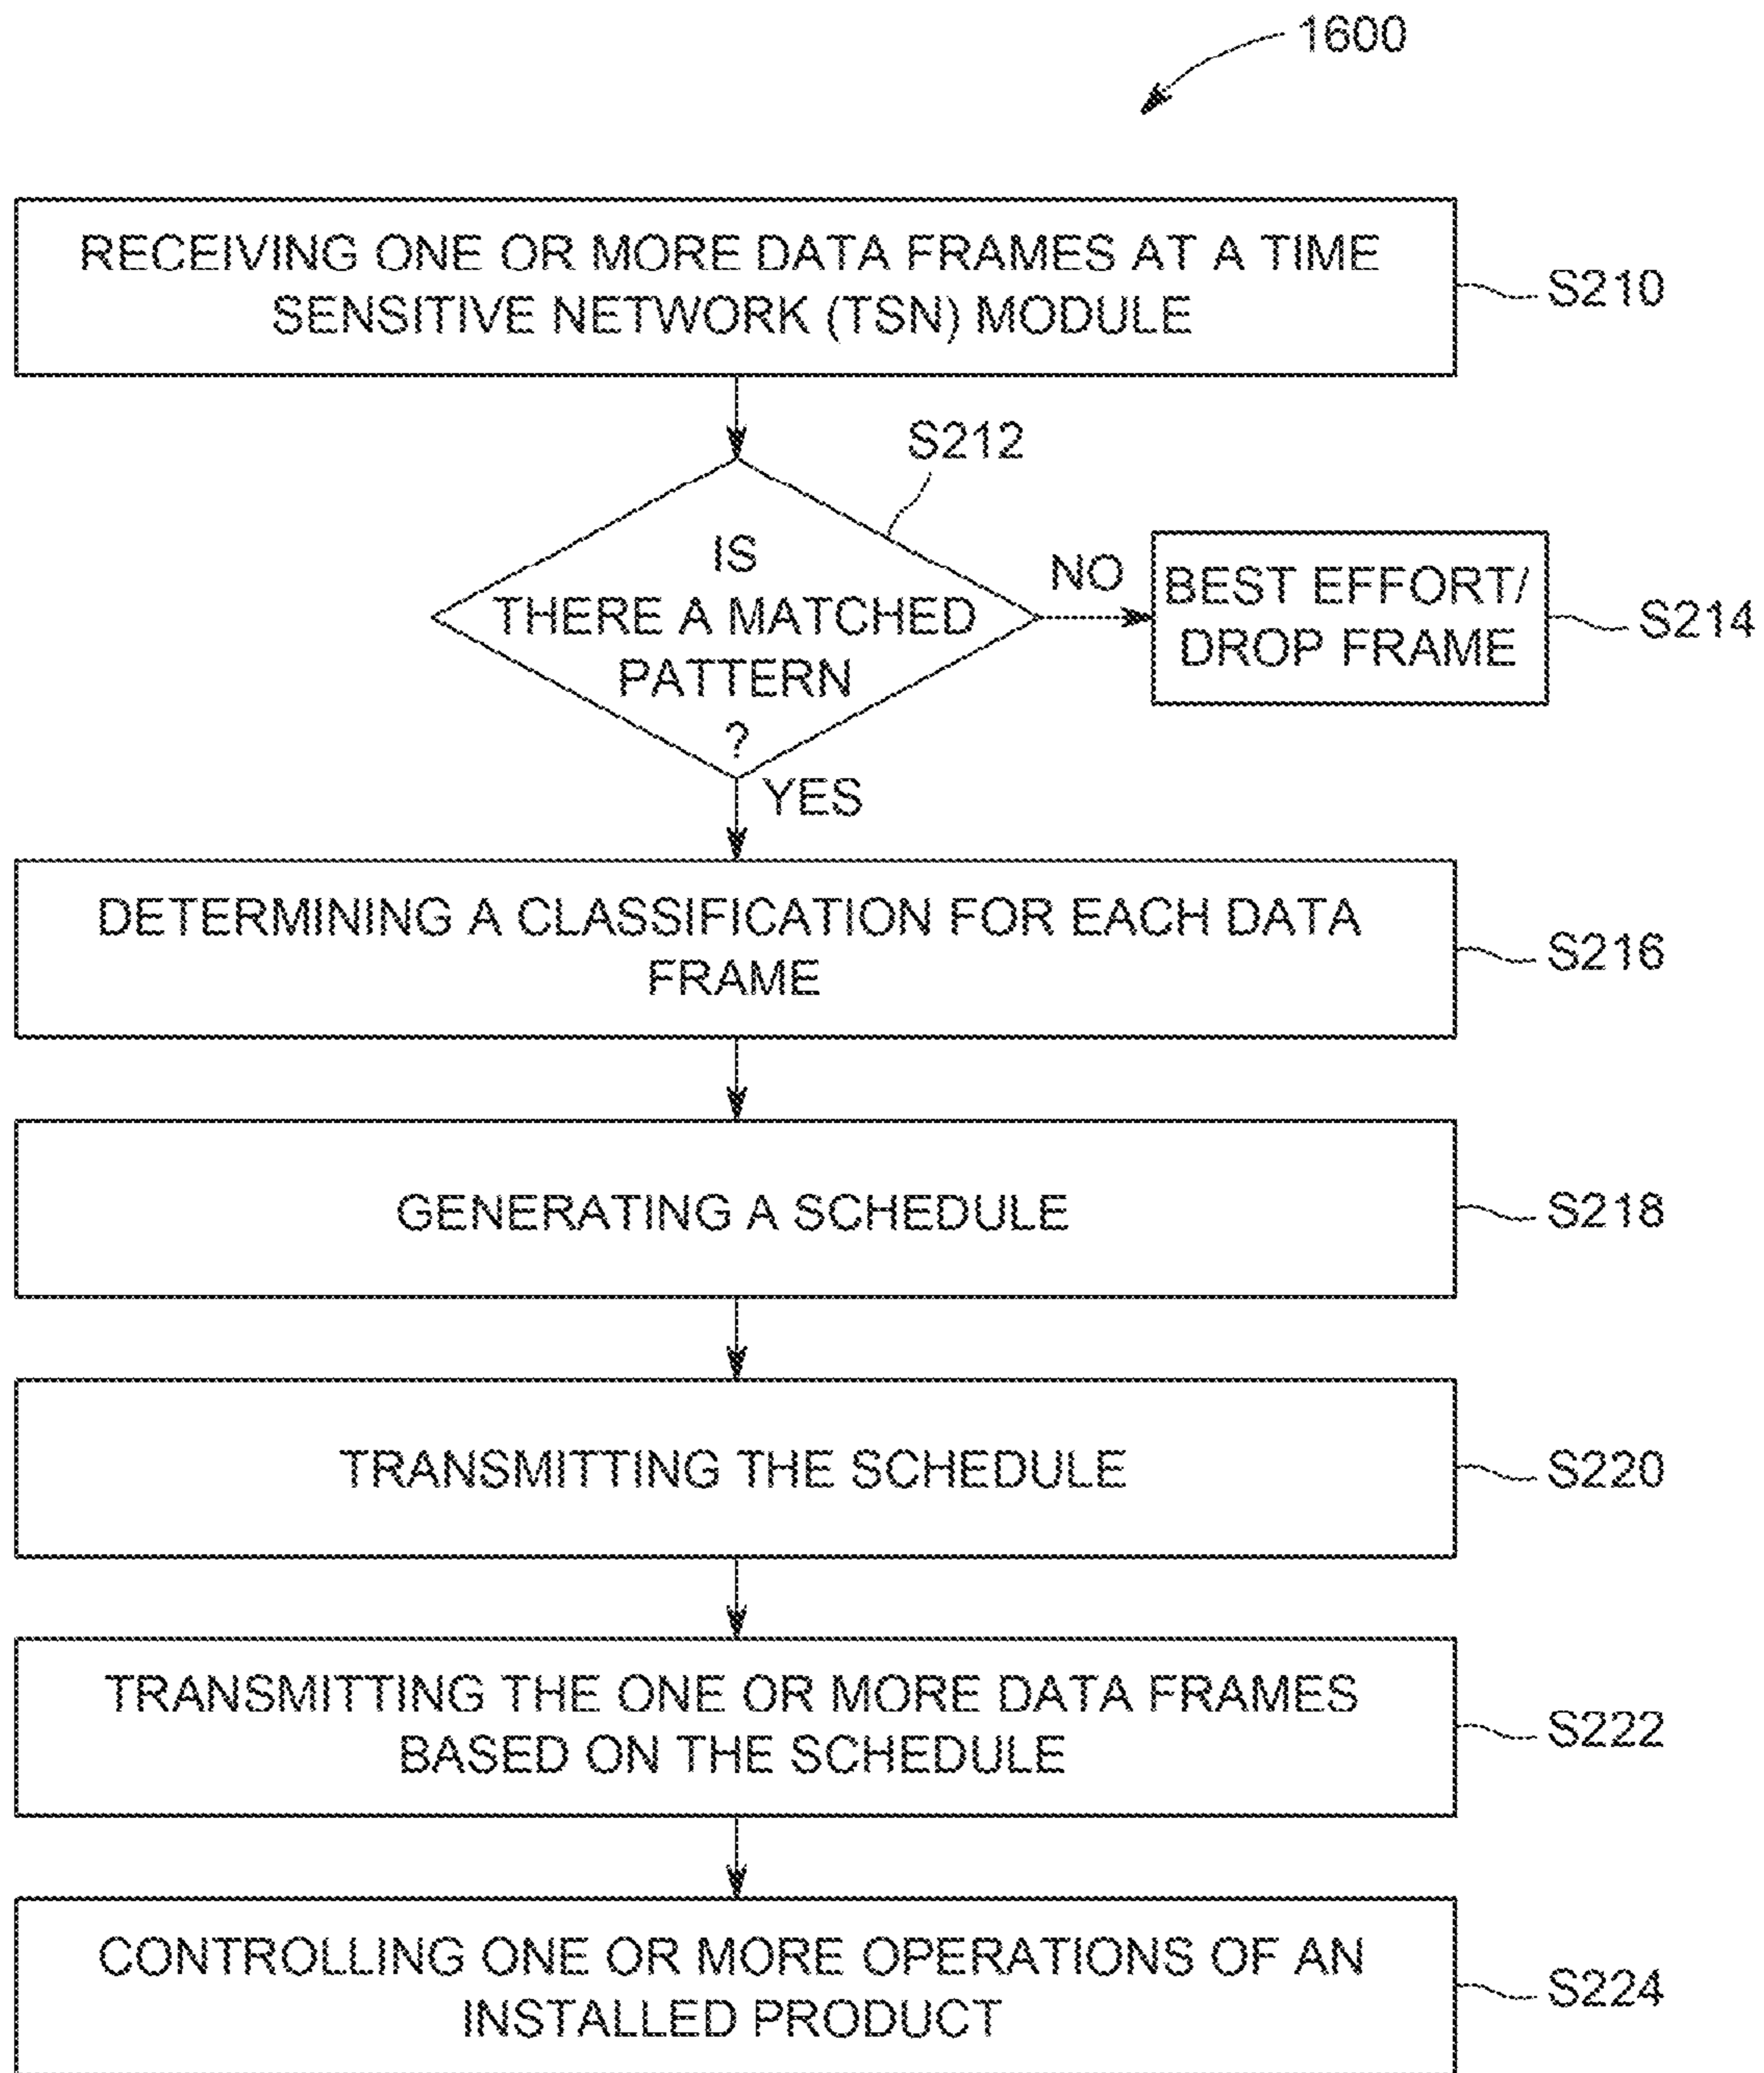 1600
RECEIVING ONE OR MORE DATA FRAMES AT A TIME
SENSITIVE NETWORK (TSN) MODULE
S210
S212
IS
THERE A MATCHED
PATTERN
?
NO
BEST EFFORT/
DROP FRAME
S214
YES
DETERMINING A CLASSIFICATION FOR EACH DATA
FRAME
S216
GENERATING A SCHEDULE
S218
TRANSMITTING THE SCHEDULE
S220
TRANSMITTING THE ONE OR MORE DATA FRAMES
BASED ON THE SCHEDULE
S222
CONTROLLING ONE OR MORE OPERATIONS OF AN
INSTALLED PRODUCT
S224